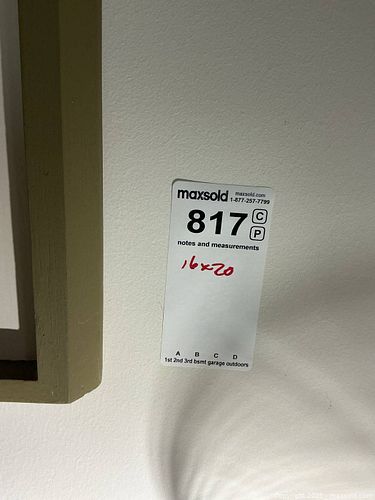 maxsold maxsold.com
1-877-257-7799
817 C
P
notes and measurements
16x20
A B C D
1st 2nd 3rd bsmt garage outdoors